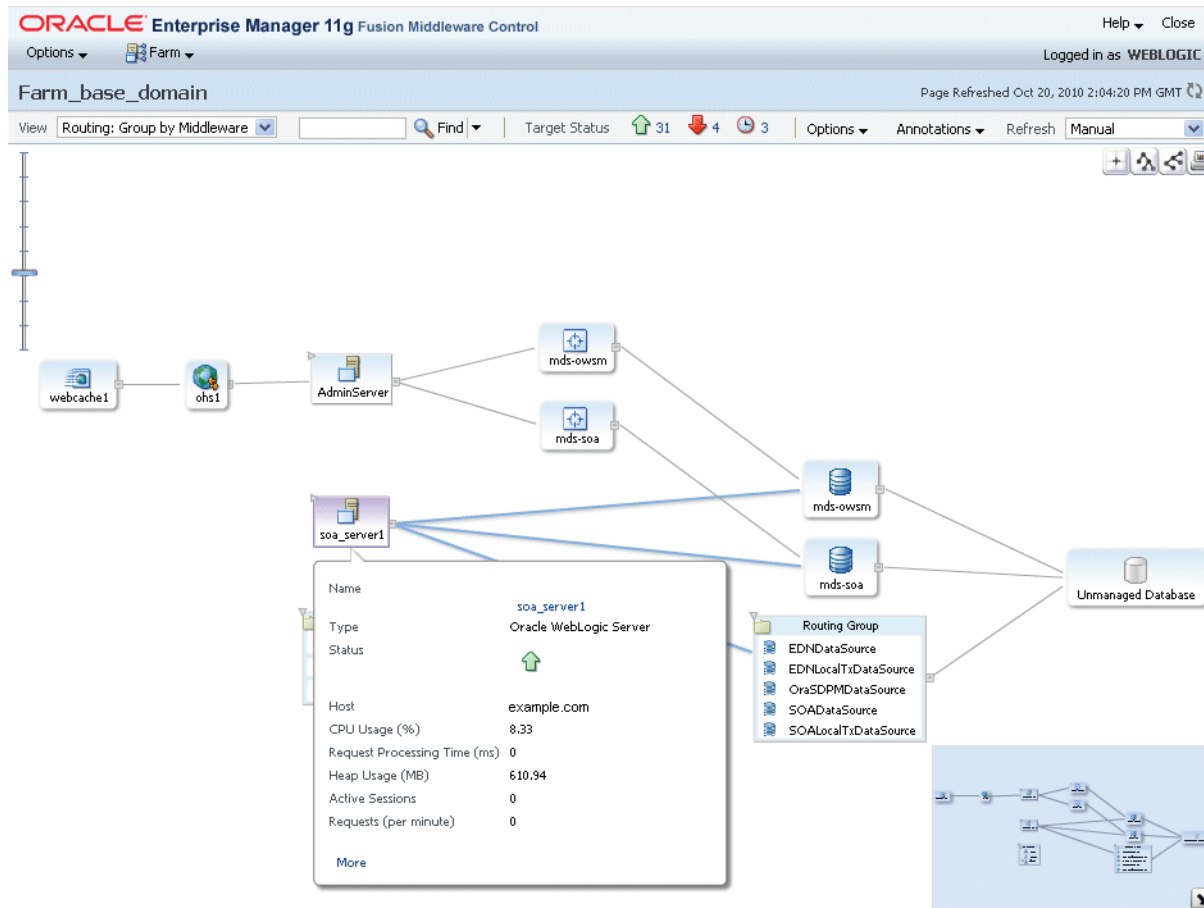 ORACLE Enterprise Manager 11g Fusion Middleware Control
Help Close
Options Farm
Logged in as WEBLOGIC
Farm_base_domain
Page Refreshed Oct 20, 2010 2:04:20 PM GMT
View Routing: Group by Middleware Find Target Status 31 4 3 Options Annotations Refresh Manual
mds-owsm
webcache1
ohs1
AdminServer
mds-soa
mds-owsm
soa_server1
mds-soa
Unmanaged Database
Name
soa_server1
Type Oracle WebLogic Server
Status
Host example.com
CPU Usage (%) 8.33
Request Processing Time (ms) 0
Heap Usage (MB) 610.94
Active Sessions 0
Requests (per minute) 0
More
Routing Group
EDNDataSource
EDNLocalTxDataSource
OraSDPMDataSource
SOADataSource
SOALocalTxDataSource